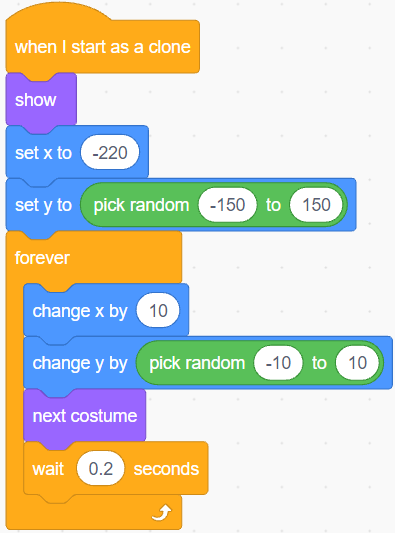 when I start as a clone
show
set x to -220
set y to pick random -150 to 150
forever
change x by 10
change y by pick random -10 to 10
next costume
wait 0.2 seconds